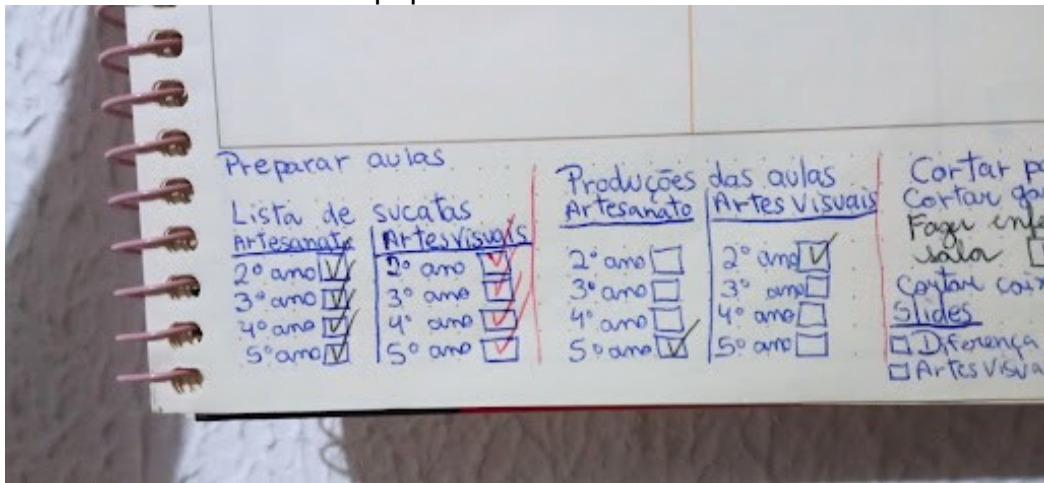 Preparar aulas
Lista de sucatas
Artesanato Artes Visuais
2º ano 2º ano
3º ano 3º ano
4º ano 4º ano
5º ano 5º ano
Produções das aulas
Artesanato Artes Visuais
2º ano 2º ano
3º ano 3º ano
4º ano 4º ano
5º ano 5º ano
Cortar
Cortar
Fazer
sala
Cortar
Slides
Diferença
Artes